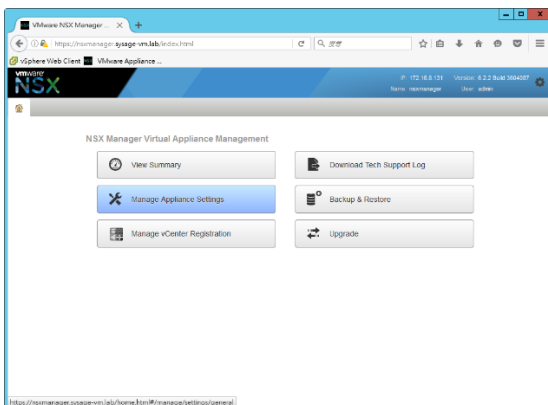 VMware NSX Manager ...
https://nsxmanager.sysage-vm.lab/index.html
搜尋
vSphere Web Client
VMware Appliance ...
vmware
NSX
IP: 172.16.0.131 Version: 6.2.2 Build 3604087
Name: nsxmanager User: admin
NSX Manager Virtual Appliance Management
View Summary
Download Tech Support Log
Manage Appliance Settings
Backup & Restore
Manage vCenter Registration
Upgrade
https://nsxmanager.sysage-vm.lab/home.html#/manage/settings/general